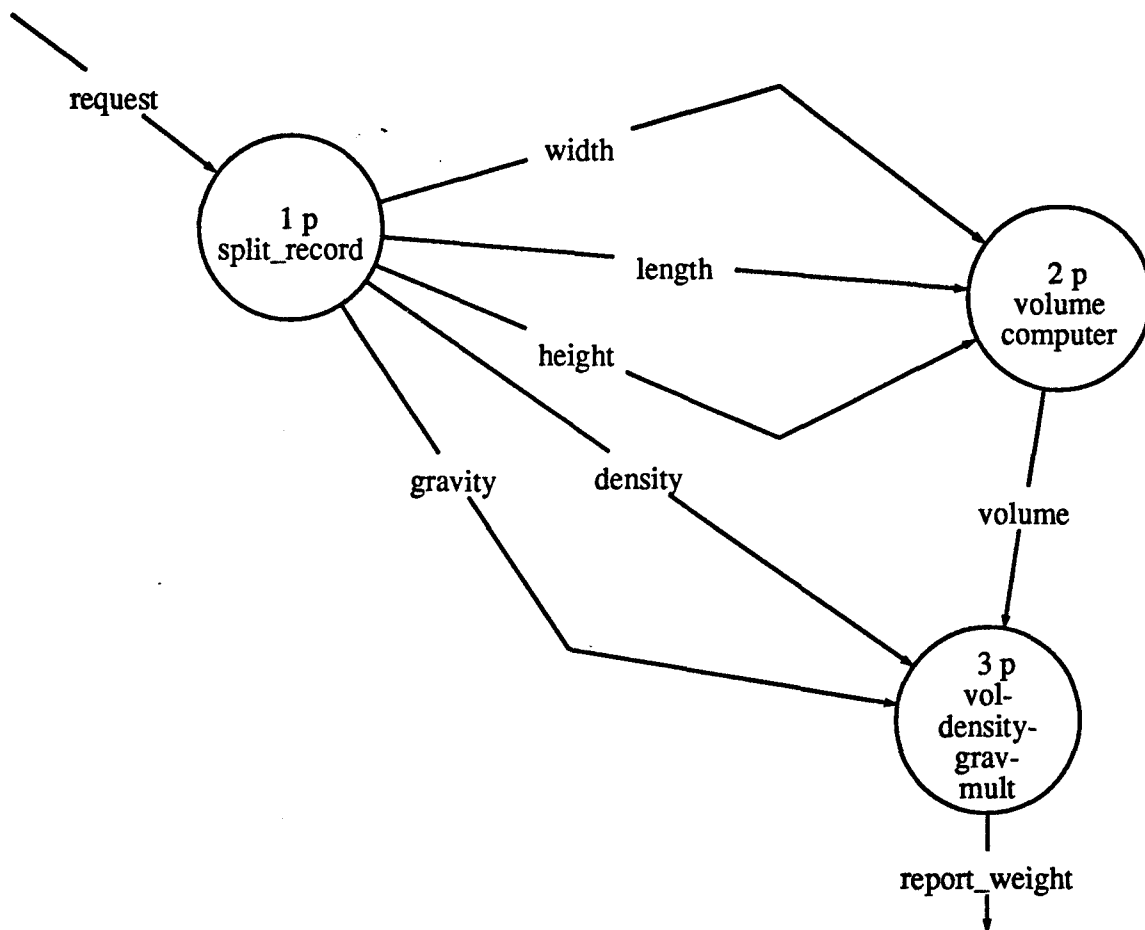 request
width
1 p
split_record
length
2 p
volume
computer
height
gravity
density
volume
3 p
vol-
density-
grav-
mult
report_weight